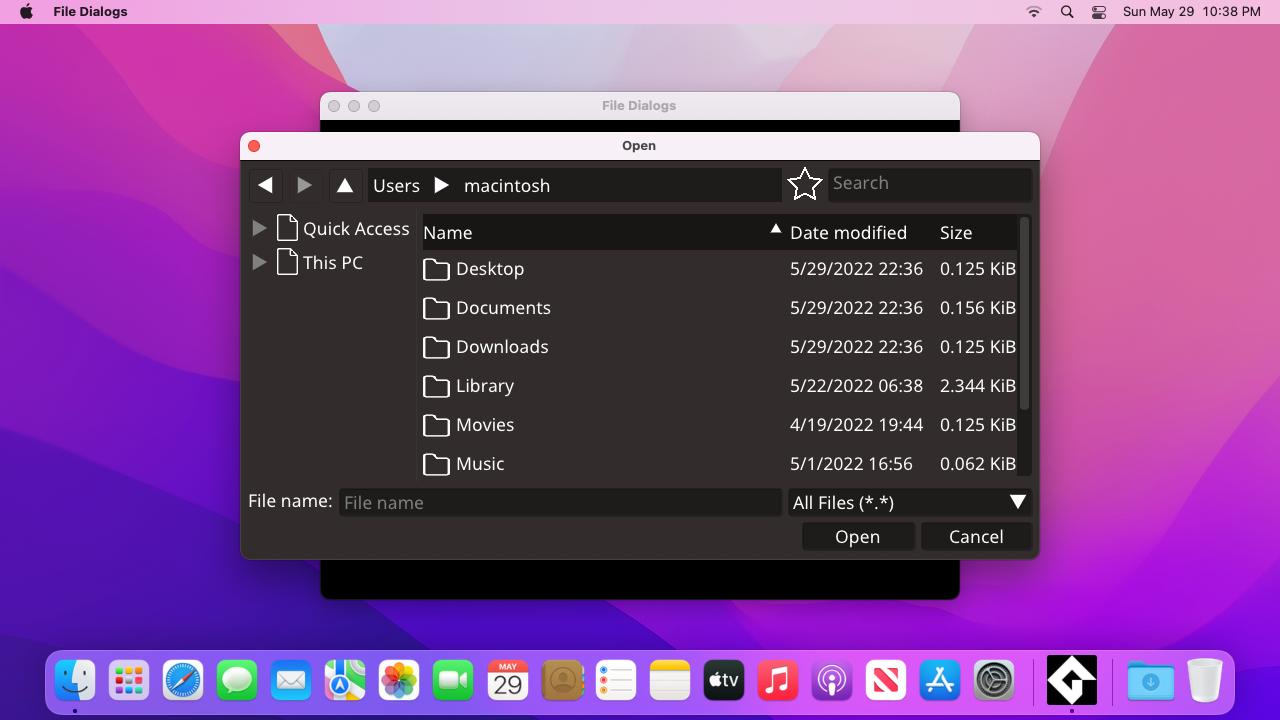 File Dialogs
Sun May 29 10:38 PM
File Dialogs
Open
Users macintosh
Search
Quick Access
This PC
Name Date modified Size
Desktop 5/29/2022 22:36 0.125 KiB
Documents 5/29/2022 22:36 0.156 KiB
Downloads 5/29/2022 22:36 0.125 KiB
Library 5/22/2022 06:38 2.344 KiB
Movies 4/19/2022 19:44 0.125 KiB
Music 5/1/2022 16:56 0.062 KiB
File name: File name All Files (*.*)
Open Cancel
MAY
29
tv